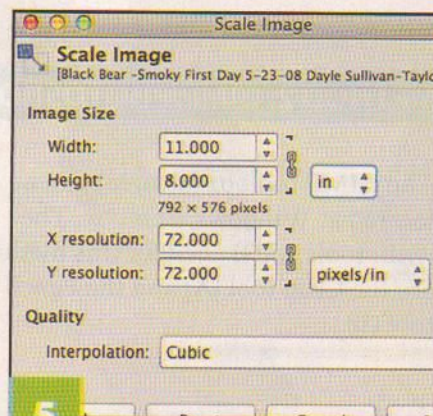 Scale Image
Scale Image
[Black Bear -Smoky First Day 5-23-08 Dayle Sullivan-Taylo
Image Size
Width: 11.000
Height: 8.000 in
792 × 576 pixels
X resolution: 72.000
Y resolution: 72.000 pixels/in
Quality
Interpolation: Cubic
5